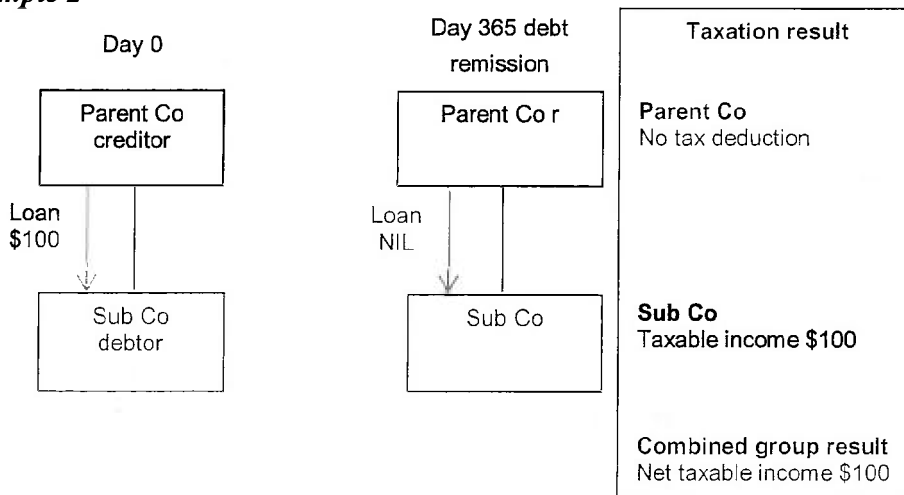 Day 0
Parent Co
creditor
Loan
$100
Sub Co
debtor
Day 365 debt
remission
Parent Co r
Loan
NIL
Sub Co
Taxation result
Parent Co
No tax deduction
Sub Co
Taxable income $100
Combined group result
Net taxable income $100